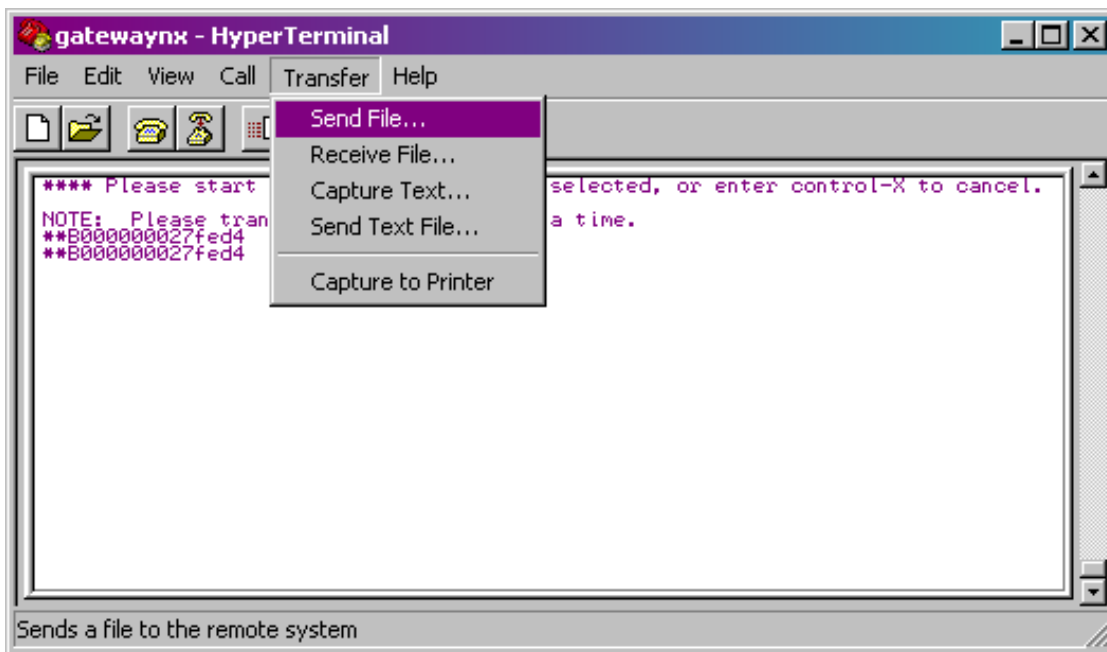 gatewaynx - HyperTerminal
File Edit View Call Transfer Help
Send File...
Receive File...
Capture Text...
Send Text File...
Capture to Printer
**** Please start selected, or enter control-X to cancel.
NOTE: Please tran a time.
**B0000000027fed4
**B0000000027fed4
Sends a file to the remote system